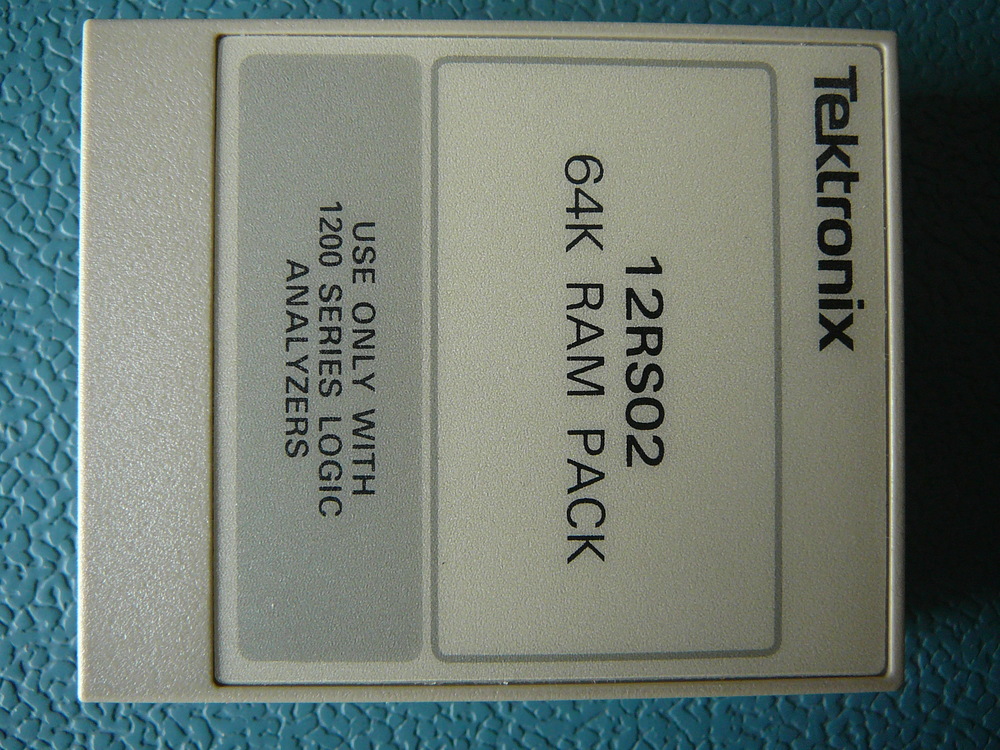 Tektronix
12RS02
64K RAM PACK
USE ONLY WITH
1200 SERIES LOGIC
ANALYZERS